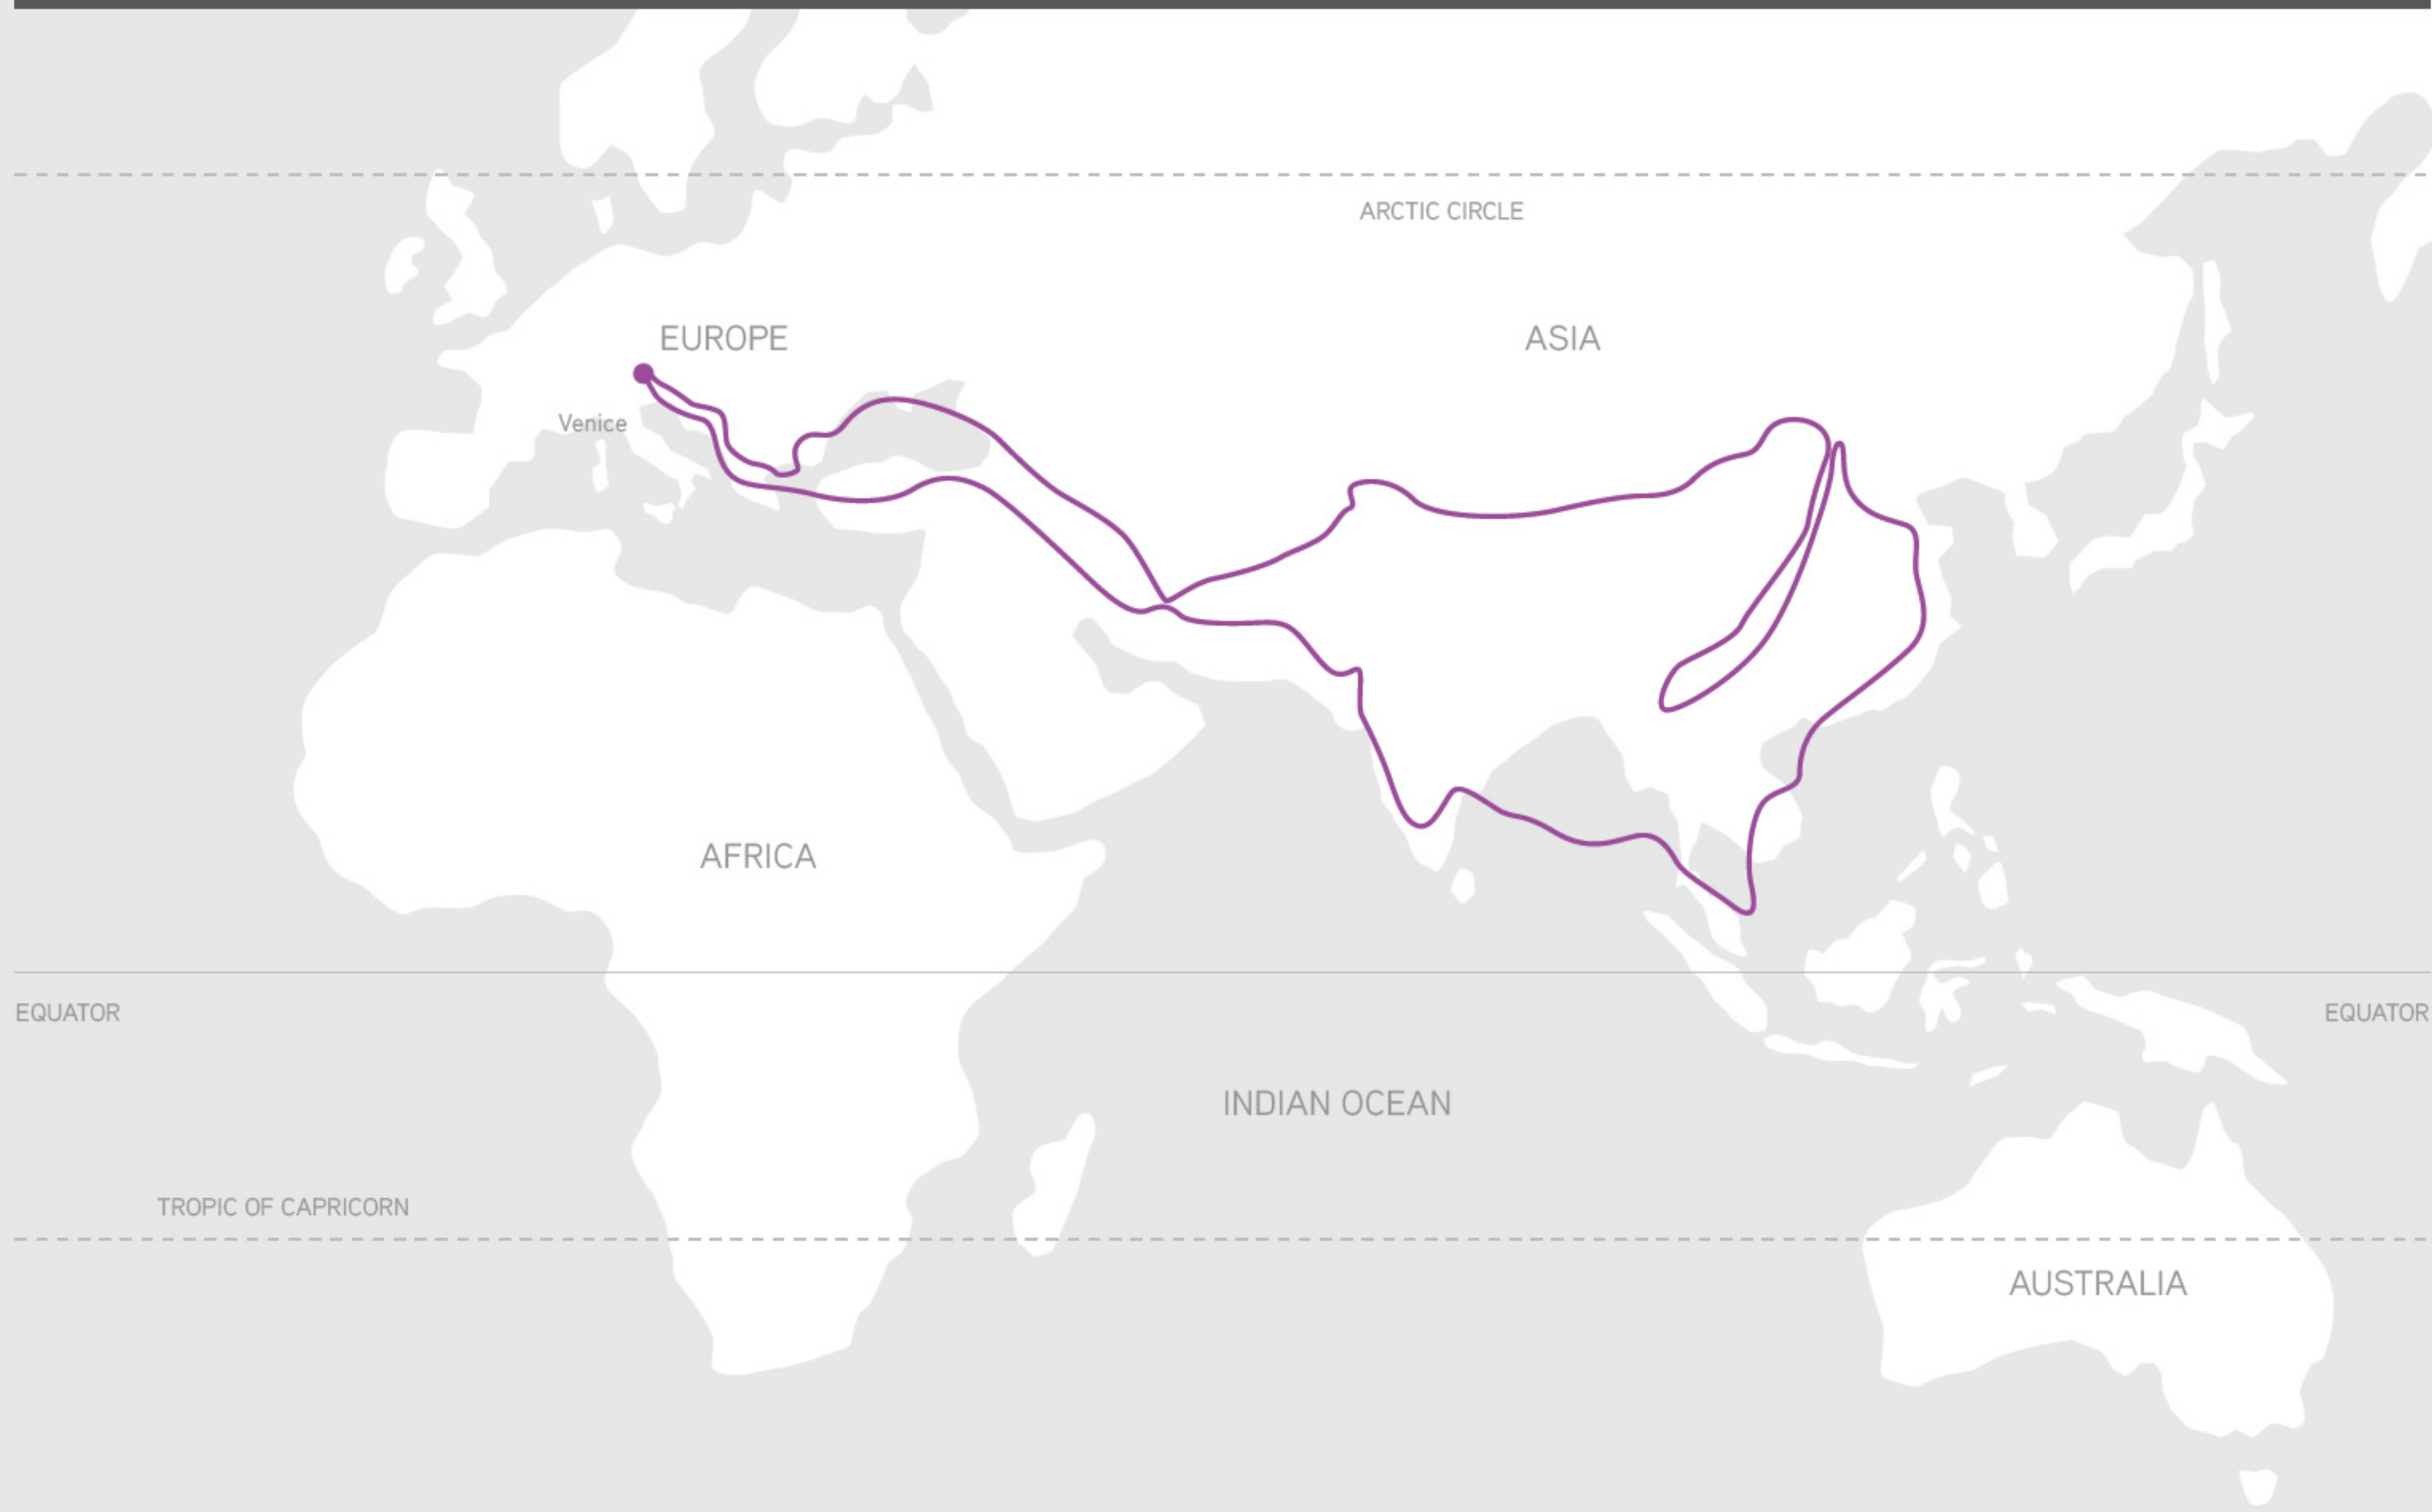 ARCTIC CIRCLE
EUROPE
ASIA
Venice
AFRICA
EQUATOR
EQUATOR
INDIAN OCEAN
TROPIC OF CAPRICORN
AUSTRALIA